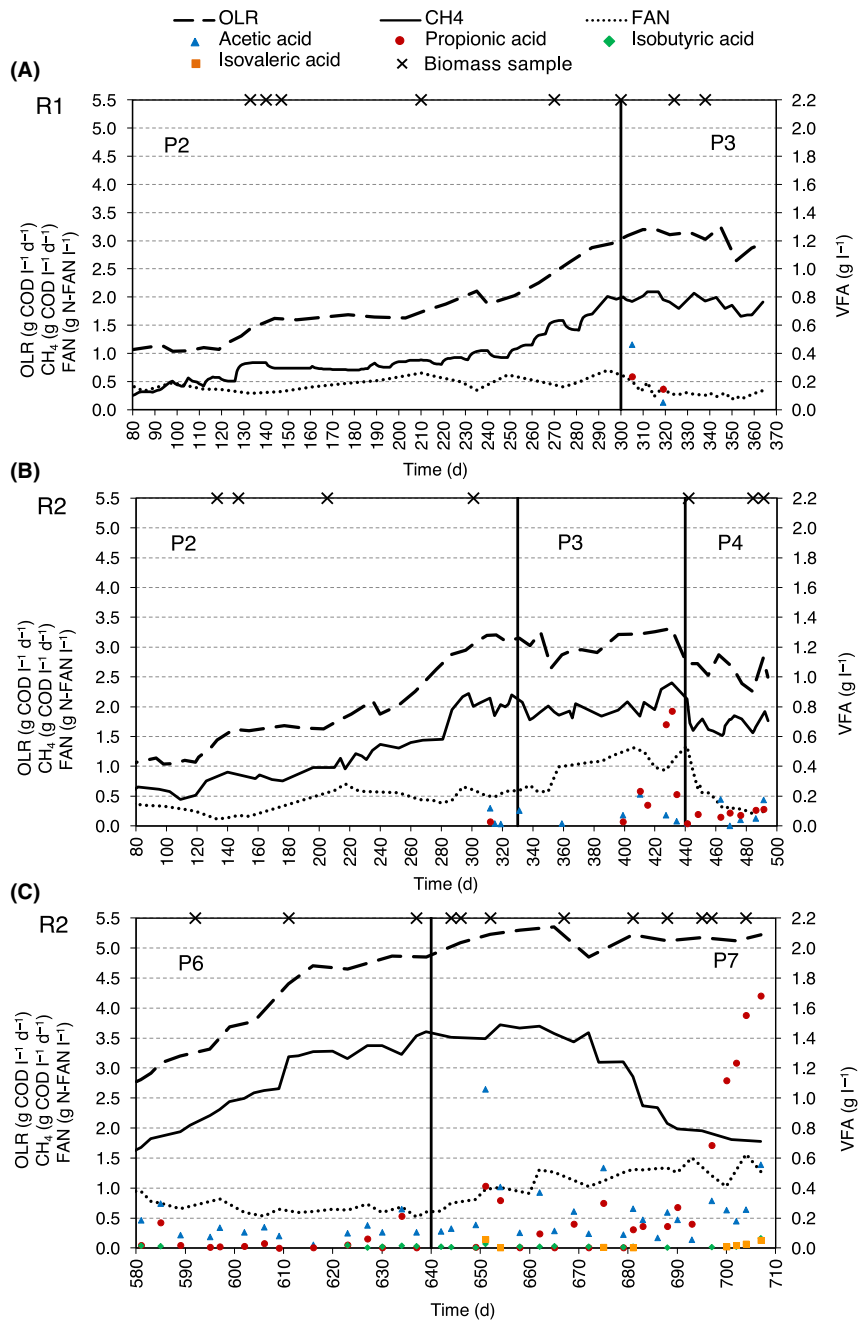 OLR CH4 FAN
Acetic acid Propionic acid Isobutyric acid
Isovaleric acid Biomass sample
(A)
R1
P2 P3
5.5 5.0 4.5 4.0 3.5 3.0 2.5 2.0 1.5 1.0 0.5 0.0
OLR (g COD l⁻¹ d⁻¹)
CH₄ (g COD l⁻¹ d⁻¹)
FAN (g N-FAN l⁻¹)
2.2 2.0 1.8 1.6 1.4 1.2 1.0 0.8 0.6 0.4 0.2 0.0
VFA (g l⁻¹)
80 90 100 110 120 130 140 150 160 170 180 190 200 210 220 230 240 250 260 270 280 290 300 310 320 330 340 350 360 370
Time (d)
(B)
R2
P2 P3 P4
5.5 5.0 4.5 4.0 3.5 3.0 2.5 2.0 1.5 1.0 0.5 0.0
OLR (g COD l⁻¹ d⁻¹)
CH₄ (g COD l⁻¹ d⁻¹)
FAN (g N-FAN l⁻¹)
2.2 2.0 1.8 1.6 1.4 1.2 1.0 0.8 0.6 0.4 0.2 0.0
VFA (g l⁻¹)
80 100 120 140 160 180 200 220 240 260 280 300 320 340 360 380 400 420 440 460 480 500
Time (d)
(C)
R2
P6 P7
5.5 5.0 4.5 4.0 3.5 3.0 2.5 2.0 1.5 1.0 0.5 0.0
OLR (g COD l⁻¹ d⁻¹)
CH₄ (g COD l⁻¹ d⁻¹)
FAN (g N-FAN l⁻¹)
2.2 2.0 1.8 1.6 1.4 1.2 1.0 0.8 0.6 0.4 0.2 0.0
VFA (g l⁻¹)
580 590 600 610 620 630 640 650 660 670 680 690 700 710
Time (d)